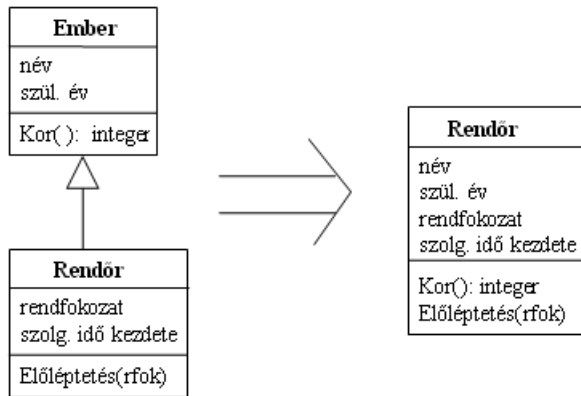 Ember
név
szül. év
Kor( ): integer
Rendőr
rendfokozat
szolg. idő kezdete
Előléptetés(rfok)
Rendőr
név
szül. év
rendfokozat
szolg. idő kezdete
Kor(): integer
Előléptetés(rfok)